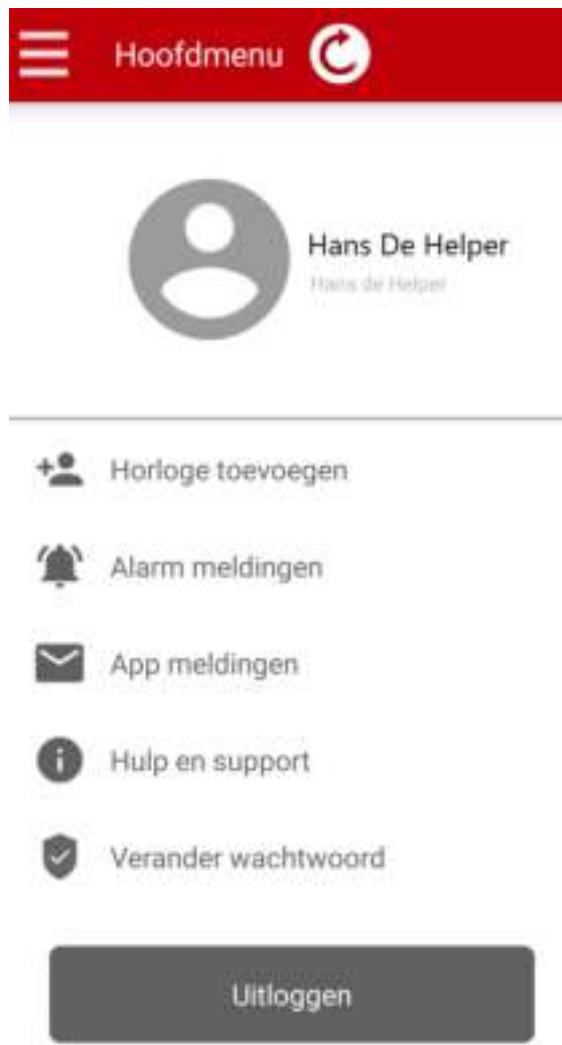 Hoofdmenu
Hans De Helper
Hans de Helper
Horloge toevoegen
Alarm meldingen
App meldingen
Hulp en support
Verander wachtwoord
Uitloggen